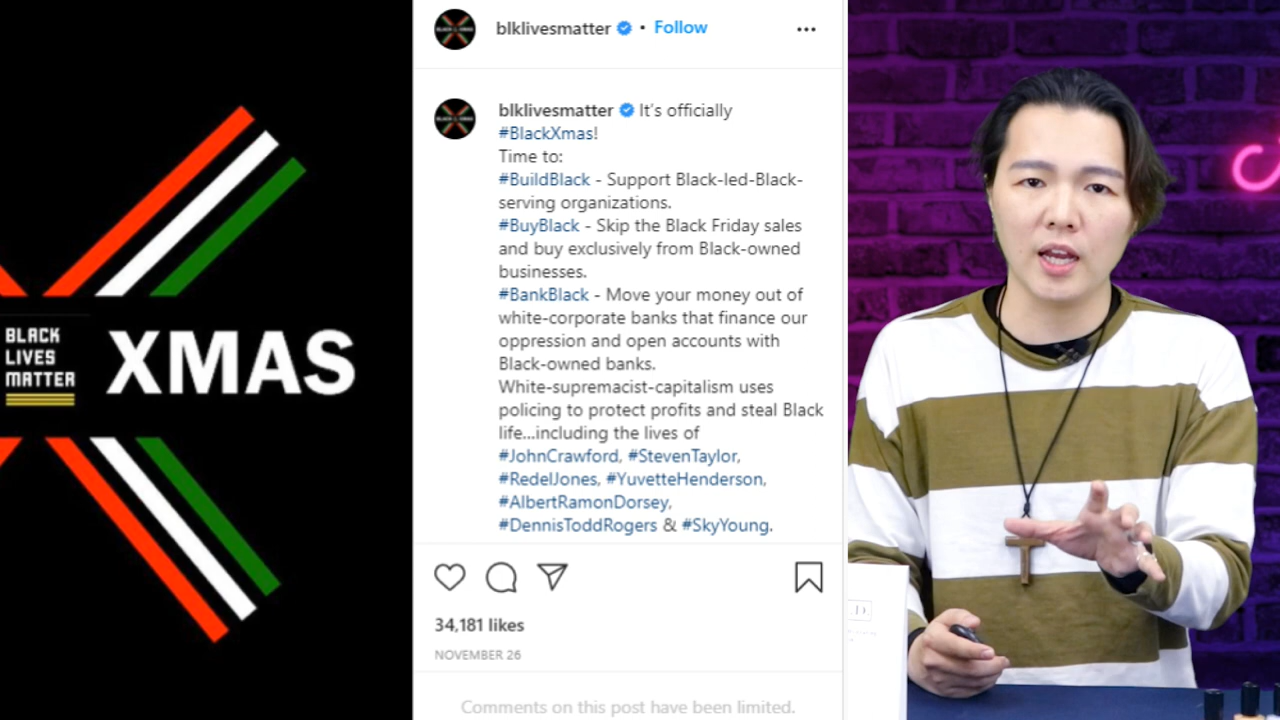 BLACK
LIVES
MATTER
XMAS
blklivesmatter • Follow
blklivesmatter It's officially
#BlackXmas!
Time to:
#BuildBlack - Support Black-led-Black-
serving organizations.
#BuyBlack - Skip the Black Friday sales
and buy exclusively from Black-owned
businesses.
#BankBlack - Move your money out of
white-corporate banks that finance our
oppression and open accounts with
Black-owned banks.
White-supremacist-capitalism uses
policing to protect profits and steal Black
life...including the lives of
#JohnCrawford, #StevenTaylor,
#RedelJones, #YuvetteHenderson,
#AlbertRamonDorsey,
#DennisToddRogers & #SkyYoung.
34,181 likes
NOVEMBER 26
Comments on this post have been limited.
D